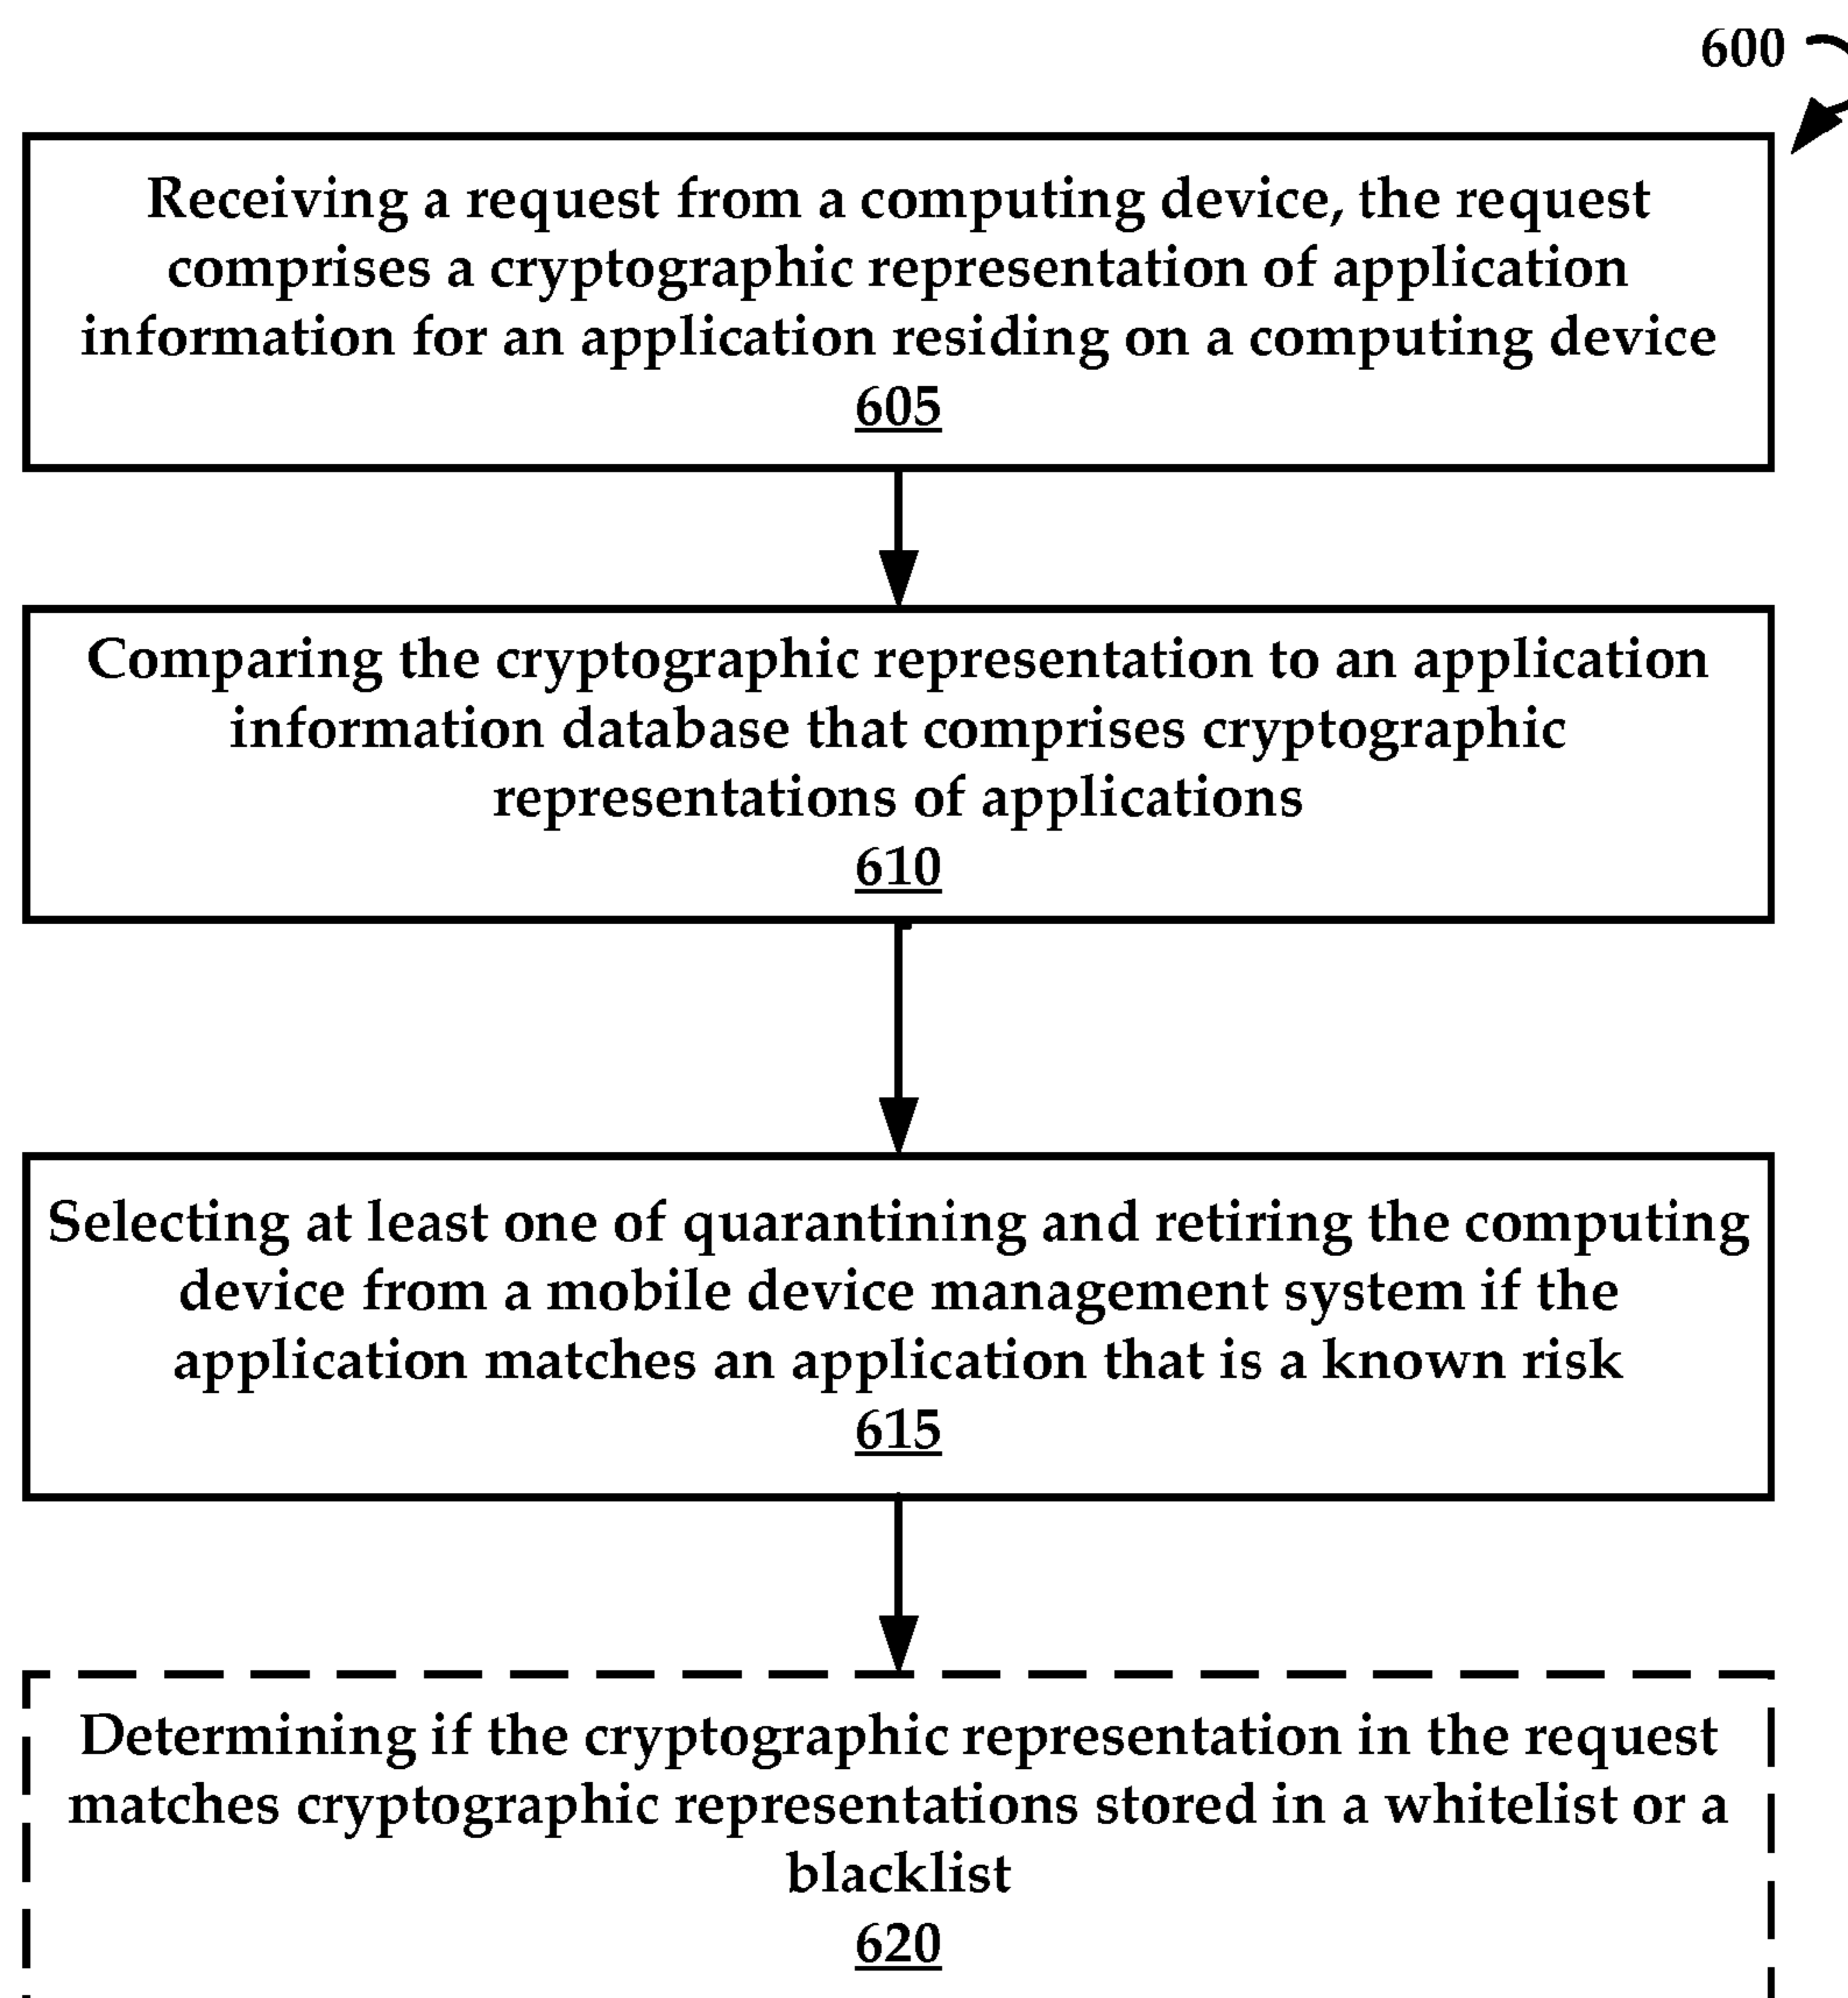 600
Receiving a request from a computing device, the request
comprises a cryptographic representation of application
information for an application residing on a computing device
605
Comparing the cryptographic representation to an application
information database that comprises cryptographic
representations of applications
610
Selecting at least one of quarantining and retiring the computing
device from a mobile device management system if the
application matches an application that is a known risk
615
Determining if the cryptographic representation in the request
matches cryptographic representations stored in a whitelist or a
blacklist
620